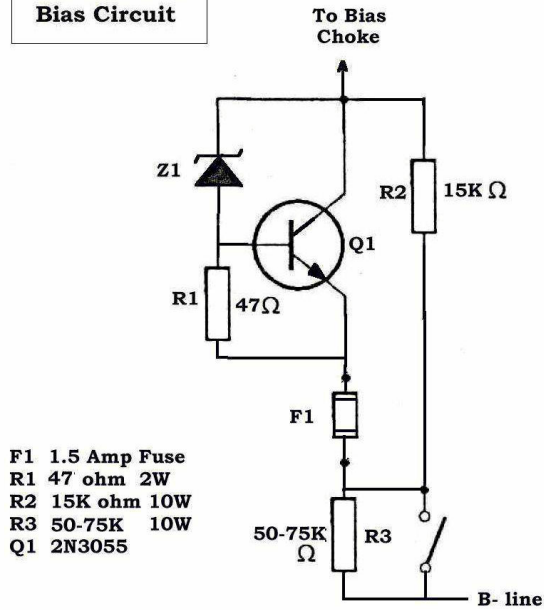 Bias Circuit
To Bias
Choke
Z1
Q1
R2
15K Ω
R1
47Ω
F1
F1 1.5 Amp Fuse
R1 47 ohm 2W
R2 15K ohm 10W
R3 50-75K 10W
Q1 2N3055
50-75K
Ω
R3
B- line